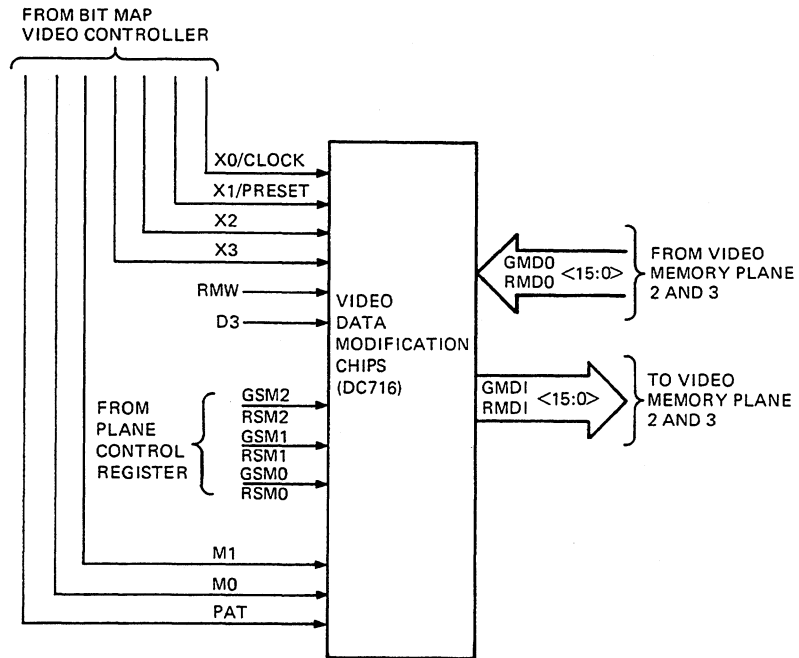 FROM BIT MAP
VIDEO CONTROLLER
X0/CLOCK
X1/PRESET
X2
X3
RMW
D3
VIDEO
DATA
MODIFICATION
CHIPS
(DC716)
GMDO
RMDO
<15:0>
FROM VIDEO
MEMORY PLANE
2 AND 3
GMDI
RMDI
<15:0>
TO VIDEO
MEMORY PLANE
2 AND 3
FROM
PLANE
CONTROL
REGISTER
GSM2
RSM2
GSM1
RSM1
GSM0
RSM0
M1
M0
PAT